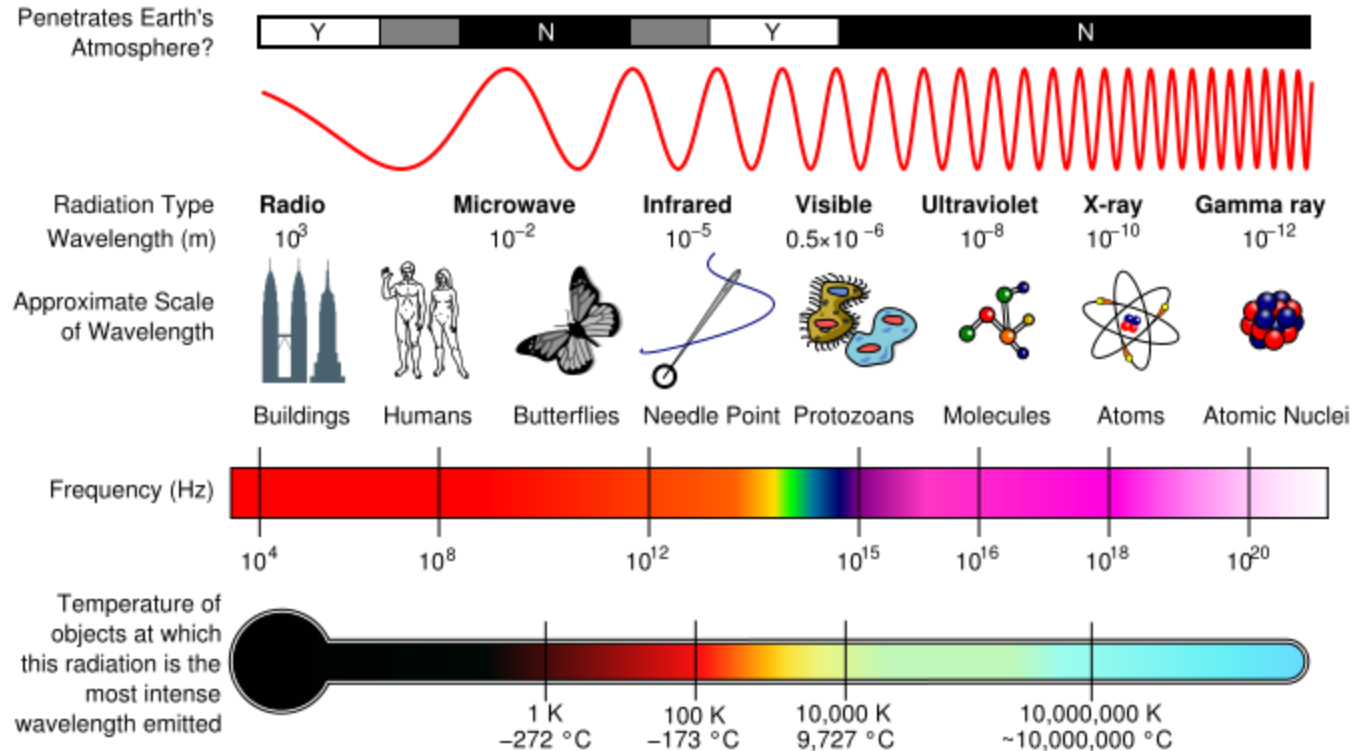 Penetrates Earth's
Atmosphere?
Y N Y N
Radiation Type
Radio Microwave Infrared Visible Ultraviolet X-ray Gamma ray
Wavelength (m)
10³ 10⁻² 10⁻⁵ 0.5×10⁻⁶ 10⁻⁸ 10⁻¹⁰ 10⁻¹²
Approximate Scale
of Wavelength
Buildings Humans Butterflies Needle Point Protozoans Molecules Atoms Atomic Nuclei
Frequency (Hz)
10⁴ 10⁸ 10¹² 10¹⁵ 10¹⁶ 10¹⁸ 10²⁰
Temperature of
objects at which
this radiation is the
most intense
wavelength emitted
1 K 100 K 10,000 K 10,000,000 K
−272 °C −173 °C 9,727 °C ~10,000,000 °C